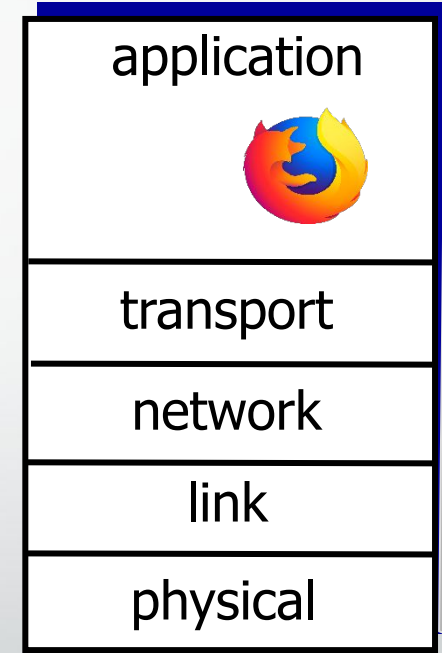 application
transport
network
link
physical